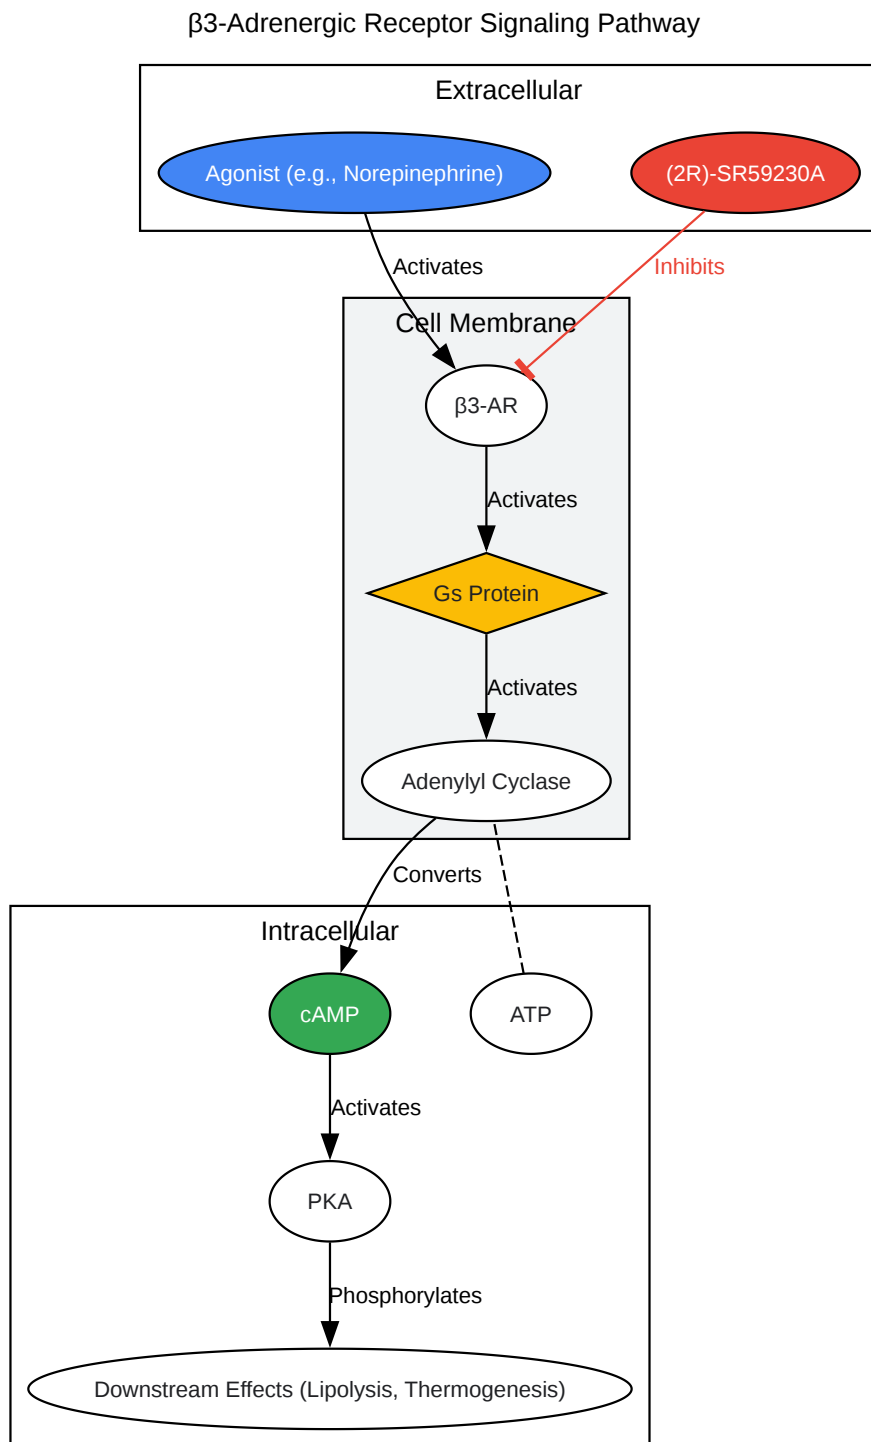 β3-Adrenergic Receptor Signaling Pathway
Extracellular
Agonist (e.g., Norepinephrine)
(2R)-SR59230A
Activates
Inhibits
Cell Membrane
β3-AR
Activates
Gs Protein
Activates
Adenylyl Cyclase
Converts
Intracellular
cAMP
ATP
Activates
PKA
Phosphorylates
Downstream Effects (Lipolysis, Thermogenesis)